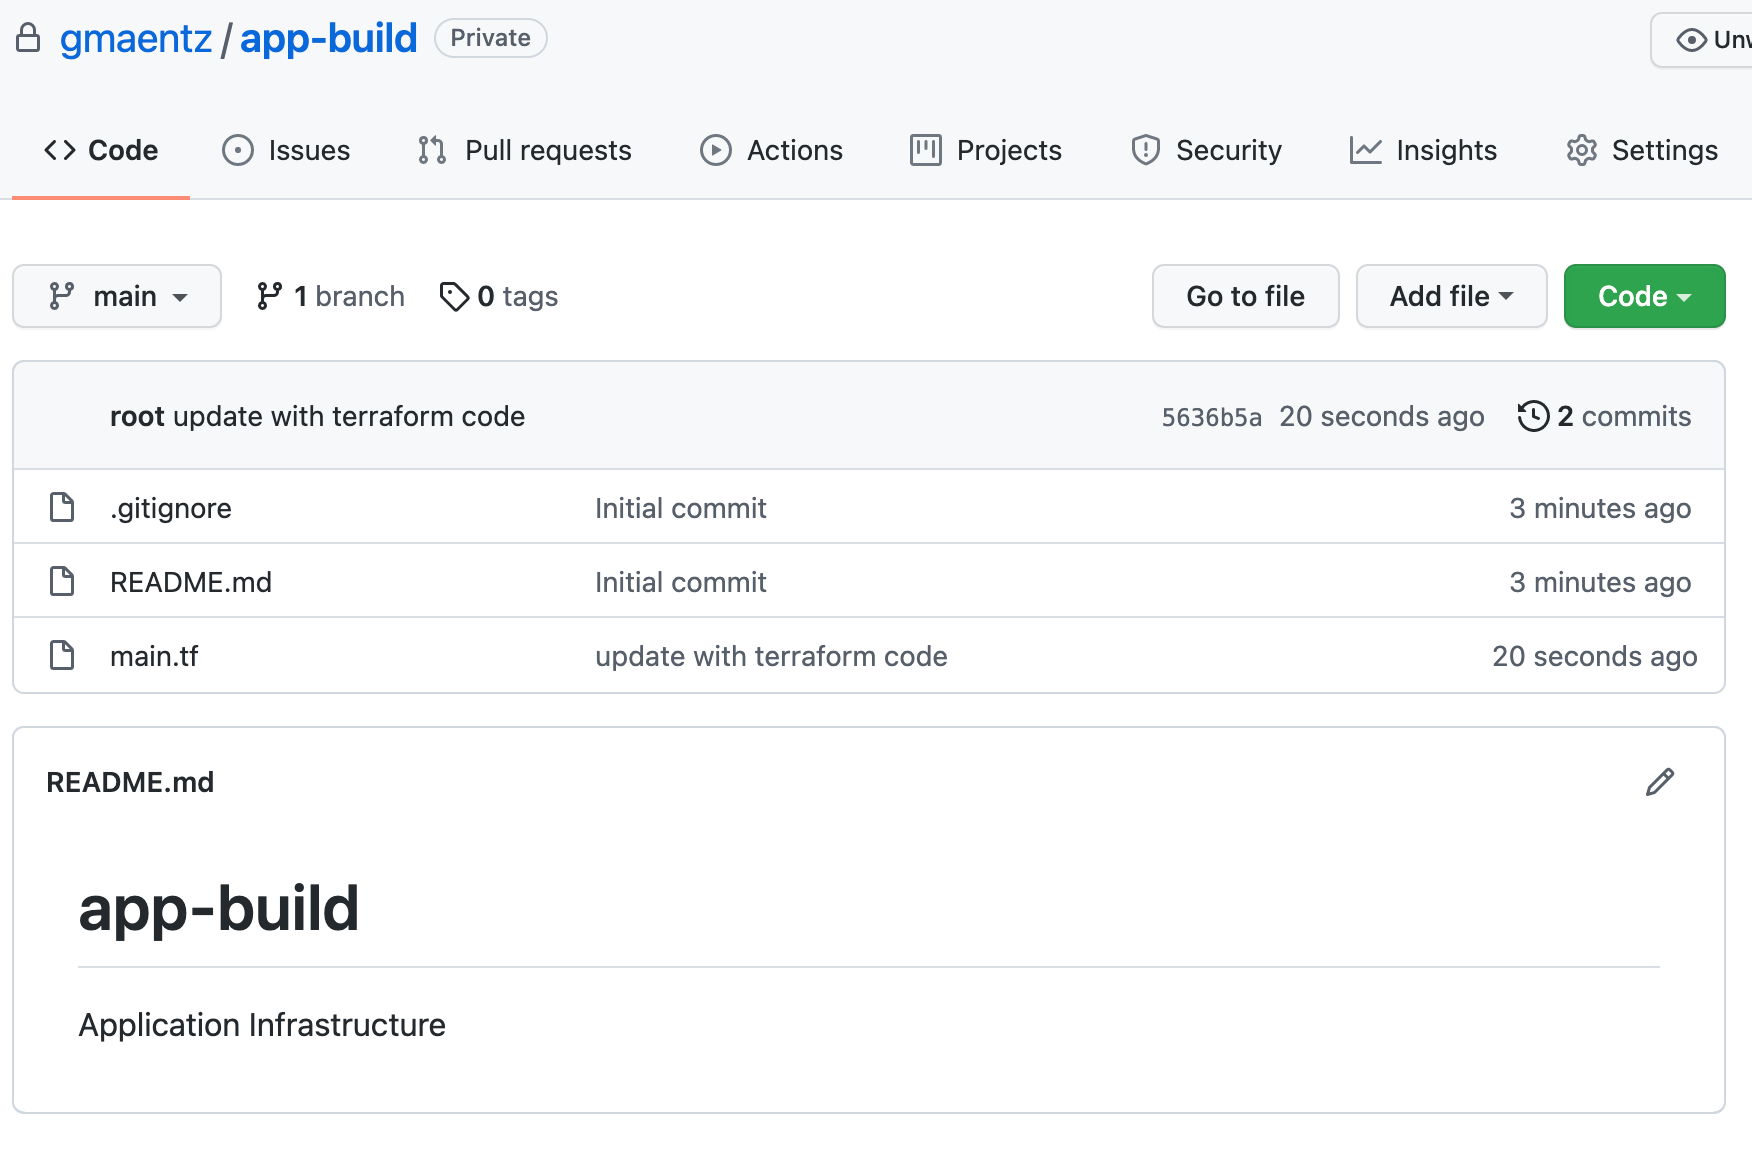 gmaentz / app-build Private Unw
Code Issues Pull requests Actions Projects Security Insights Settings
main 1 branch 0 tags Go to file Add file Code
root update with terraform code 5636b5a 20 seconds ago 2 commits
.gitignore Initial commit 3 minutes ago
README.md Initial commit 3 minutes ago
main.tf update with terraform code 20 seconds ago
README.md
app-build
Application Infrastructure